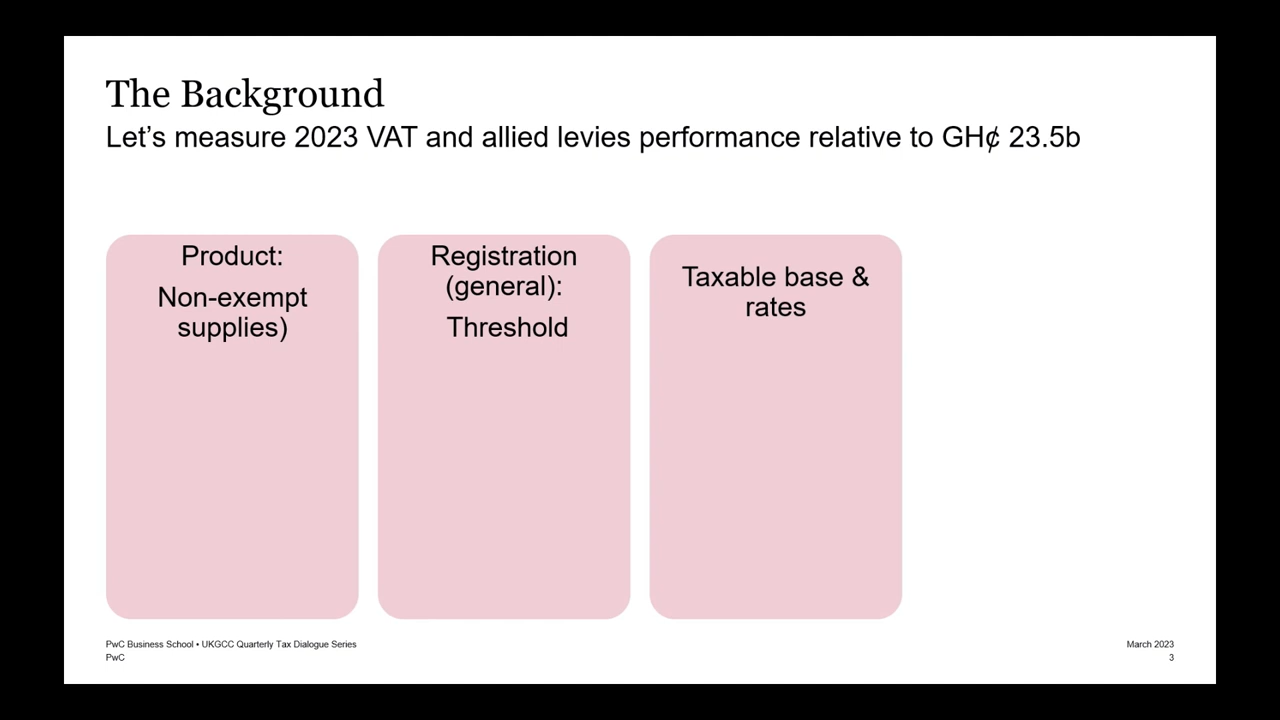 The Background
Let’s measure 2023 VAT and allied levies performance relative to GH¢ 23.5b
Product:
Non-exempt
supplies)
Registration
(general):
Threshold
Taxable base &
rates
PwC Business School • UKGCC Quarterly Tax Dialogue Series
PwC
March 2023
3